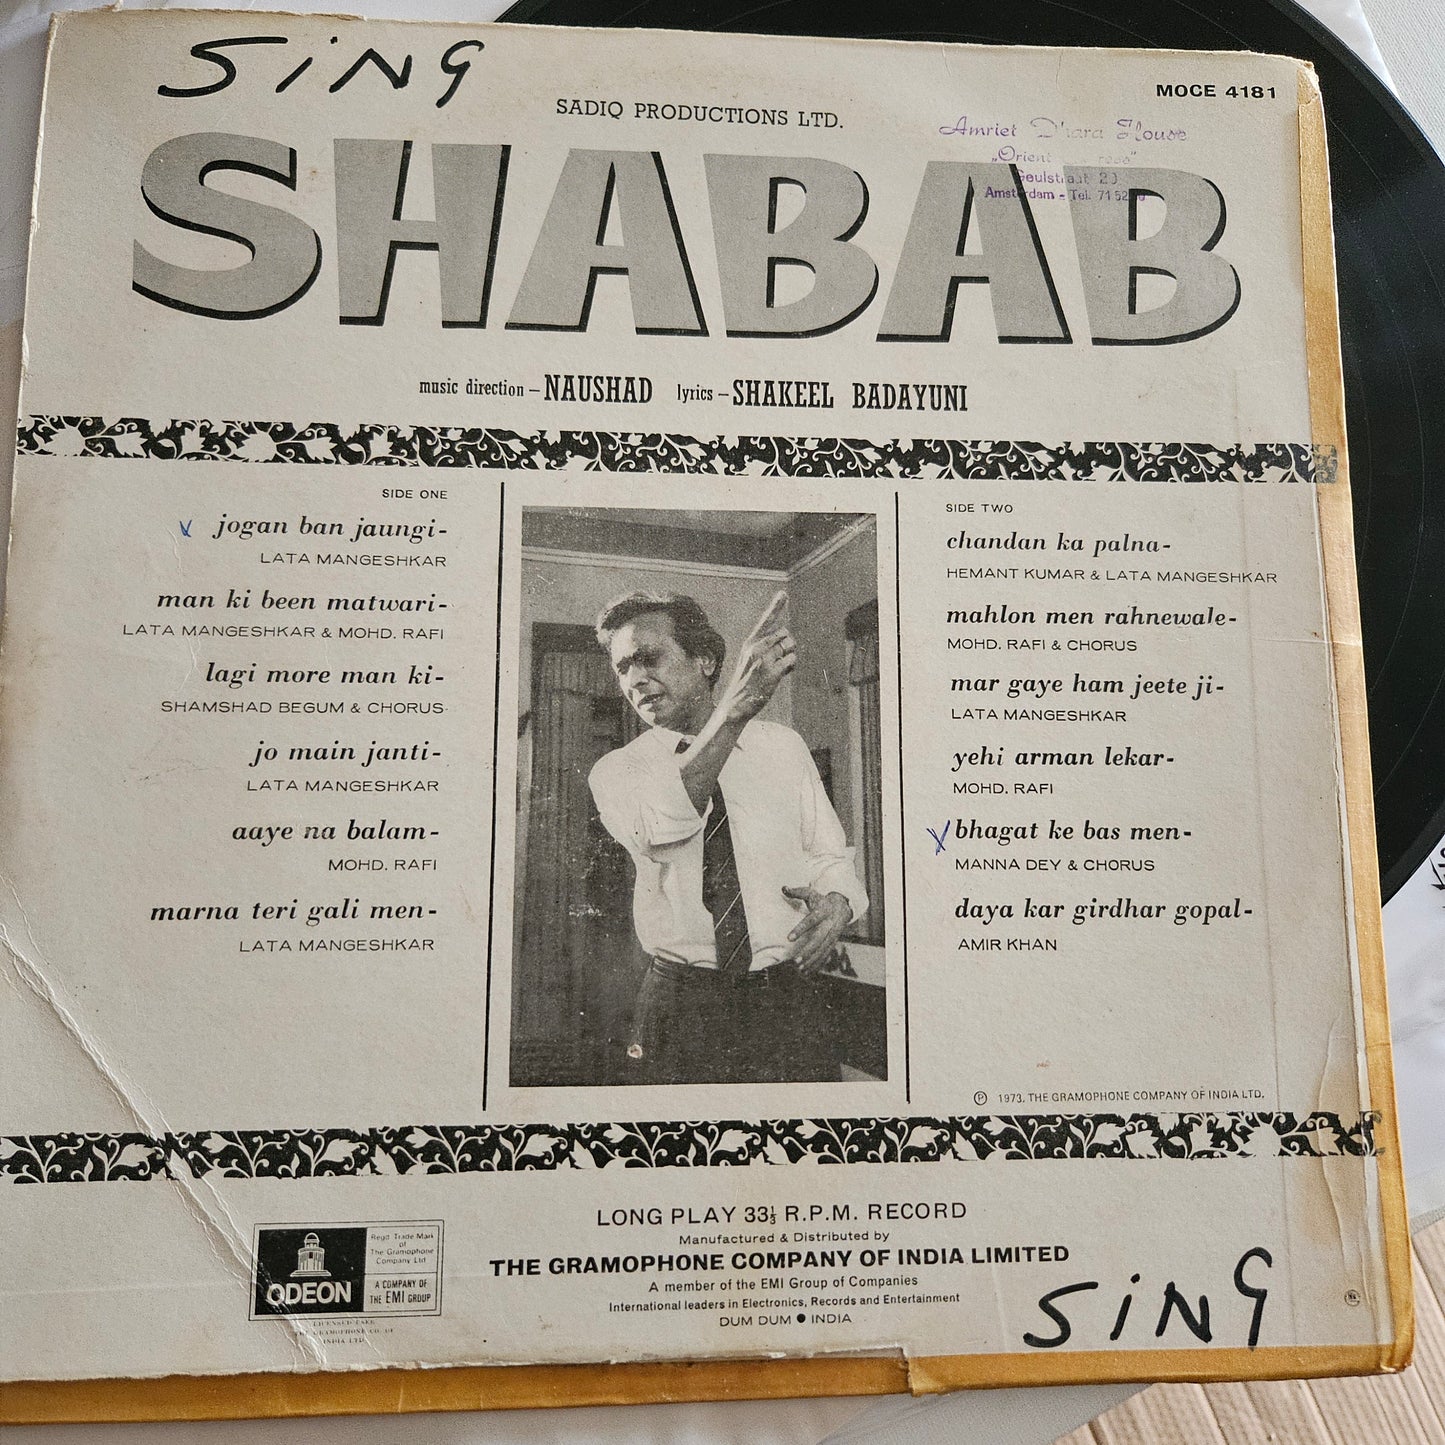 SING
MOCE 4181
SADIQ PRODUCTIONS LTD.
Amriet Dhara House
"Orient
Amsterdam - Tel.
SHABAB
music direction - NAUSHAD lyrics - SHAKEEL BADAYUNI
SIDE ONE
jogan ban jaungi-
LATA MANGESHKAR
man ki been matwari-
LATA MANGESHKAR & MOHD. RAFI
lagi more man ki-
SHAMSHAD BEGUM & CHORUS
jo main janti-
LATA MANGESHKAR
aaye na balam-
MOHD. RAFI
marna teri gali men-
LATA MANGESHKAR
SIDE TWO
chandan ka palna-
HEMANT KUMAR & LATA MANGESHKAR
mahlon men rahnewale-
MOHD. RAFI & CHORUS
mar gaye ham jeete ji-
LATA MANGESHKAR
yehi arman lekar-
MOHD. RAFI
bhagat ke bas men-
MANNA DEY & CHORUS
daya kar girdhar gopal-
AMIR KHAN
℗ 1973, THE GRAMOPHONE COMPANY OF INDIA LTD.
LONG PLAY 33⅓ R.P.M. RECORD
Manufactured & Distributed by
THE GRAMOPHONE COMPANY OF INDIA LIMITED
A member of the EMI Group of Companies
International leaders in Electronics, Records and Entertainment
DUM DUM ● INDIA
ODEON
Regd. Trade Mark
of The Gramophone
Company Ltd
A COMPANY OF
THE EMI GROUP
SING